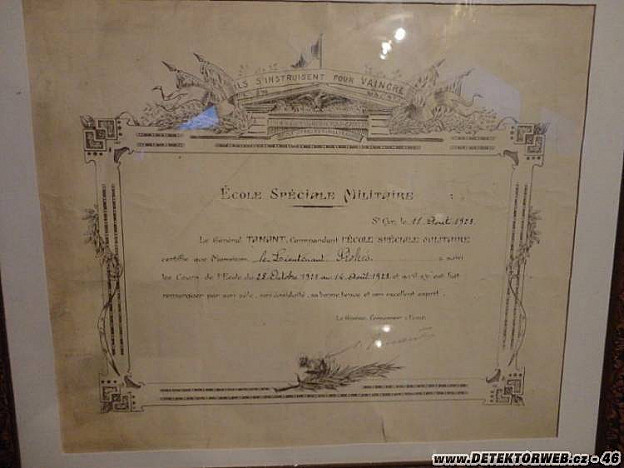 ILS S'INSTRUISENT POUR VAINCRE
ÉCOLE SPÉCIALE MILITAIRE
St Cyr, le Août 1921
Le Général TANANT, Commandant l'ÉCOLE SPÉCIALE MILITAIRE
certifie que Monsieur le Lieutenant a suivi
les Cours de l'École du 28 Octobre au Août 1921 et qu'il s'y est fait
remarquer par son zèle, son assiduité, sa bonne tenue et son excellent esprit.
Le Général, Commandant l'École
www.DETEKTORWEB.cz - 46